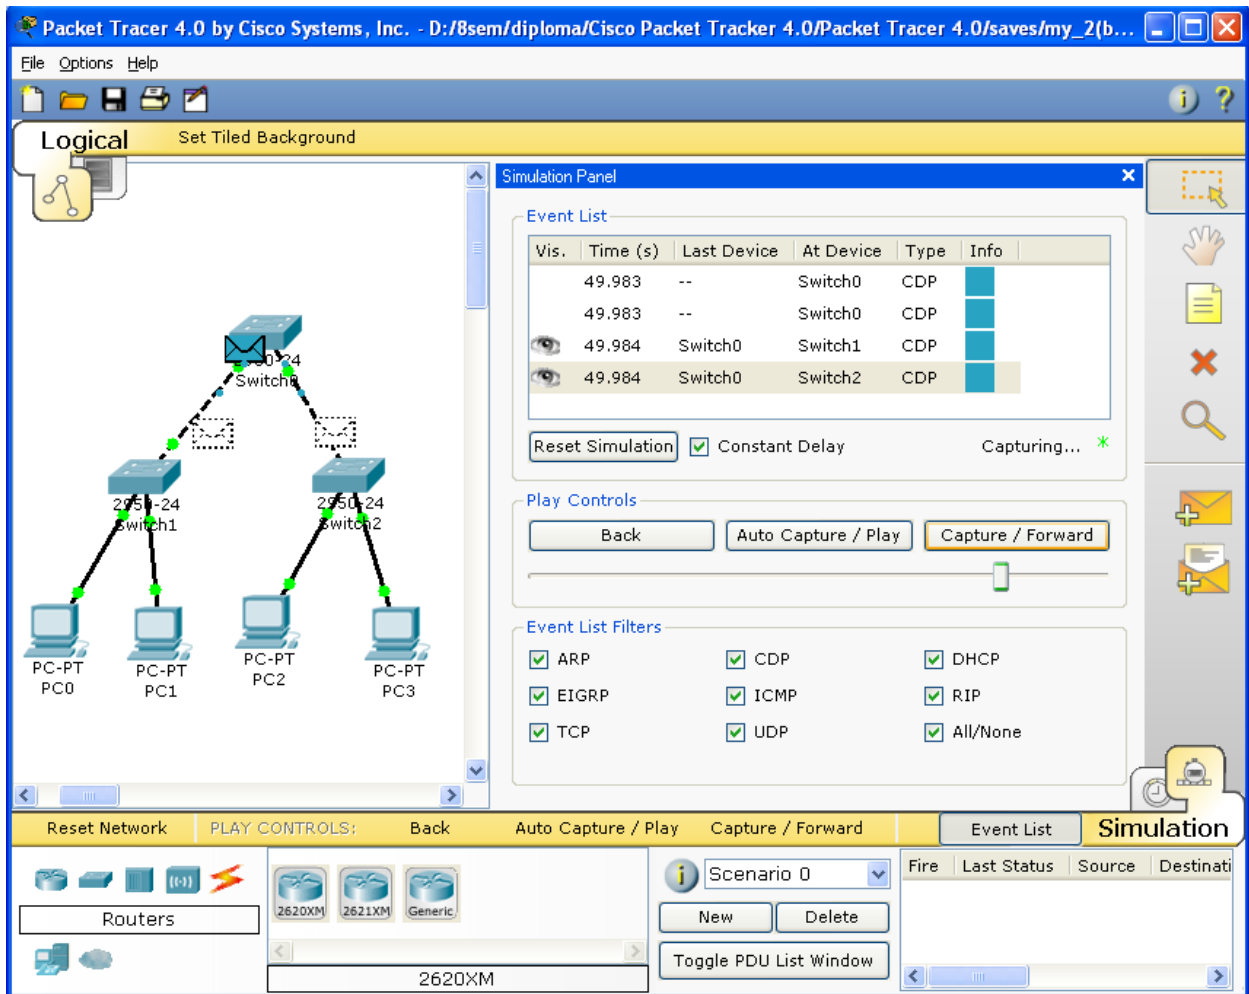 Packet Tracer 4.0 by Cisco Systems, Inc. - D:/8sem/diploma/Cisco Packet Tracker 4.0/Packet Tracer 4.0/saves/my_2(b...
File Options Help
Logical Set Tiled Background
Simulation Panel
Event List
Vis. Time (s) Last Device At Device Type Info
49.983 -- Switch0 CDP
49.983 -- Switch0 CDP
49.984 Switch0 Switch1 CDP
49.984 Switch0 Switch2 CDP
Reset Simulation Constant Delay Capturing... *
Play Controls
Back Auto Capture / Play Capture / Forward
Event List Filters
ARP CDP DHCP
EIGRP ICMP RIP
TCP UDP All/None
2950-24
Switch0
2950-24
Switch1
2950-24
Switch2
PC-PT
PC0
PC-PT
PC1
PC-PT
PC2
PC-PT
PC3
Reset Network PLAY CONTROLS: Back Auto Capture / Play Capture / Forward Event List Simulation
Routers
2620XM 2621XM Generic
2620XM
Scenario 0
New Delete
Toggle PDU List Window
Fire Last Status Source Destinati